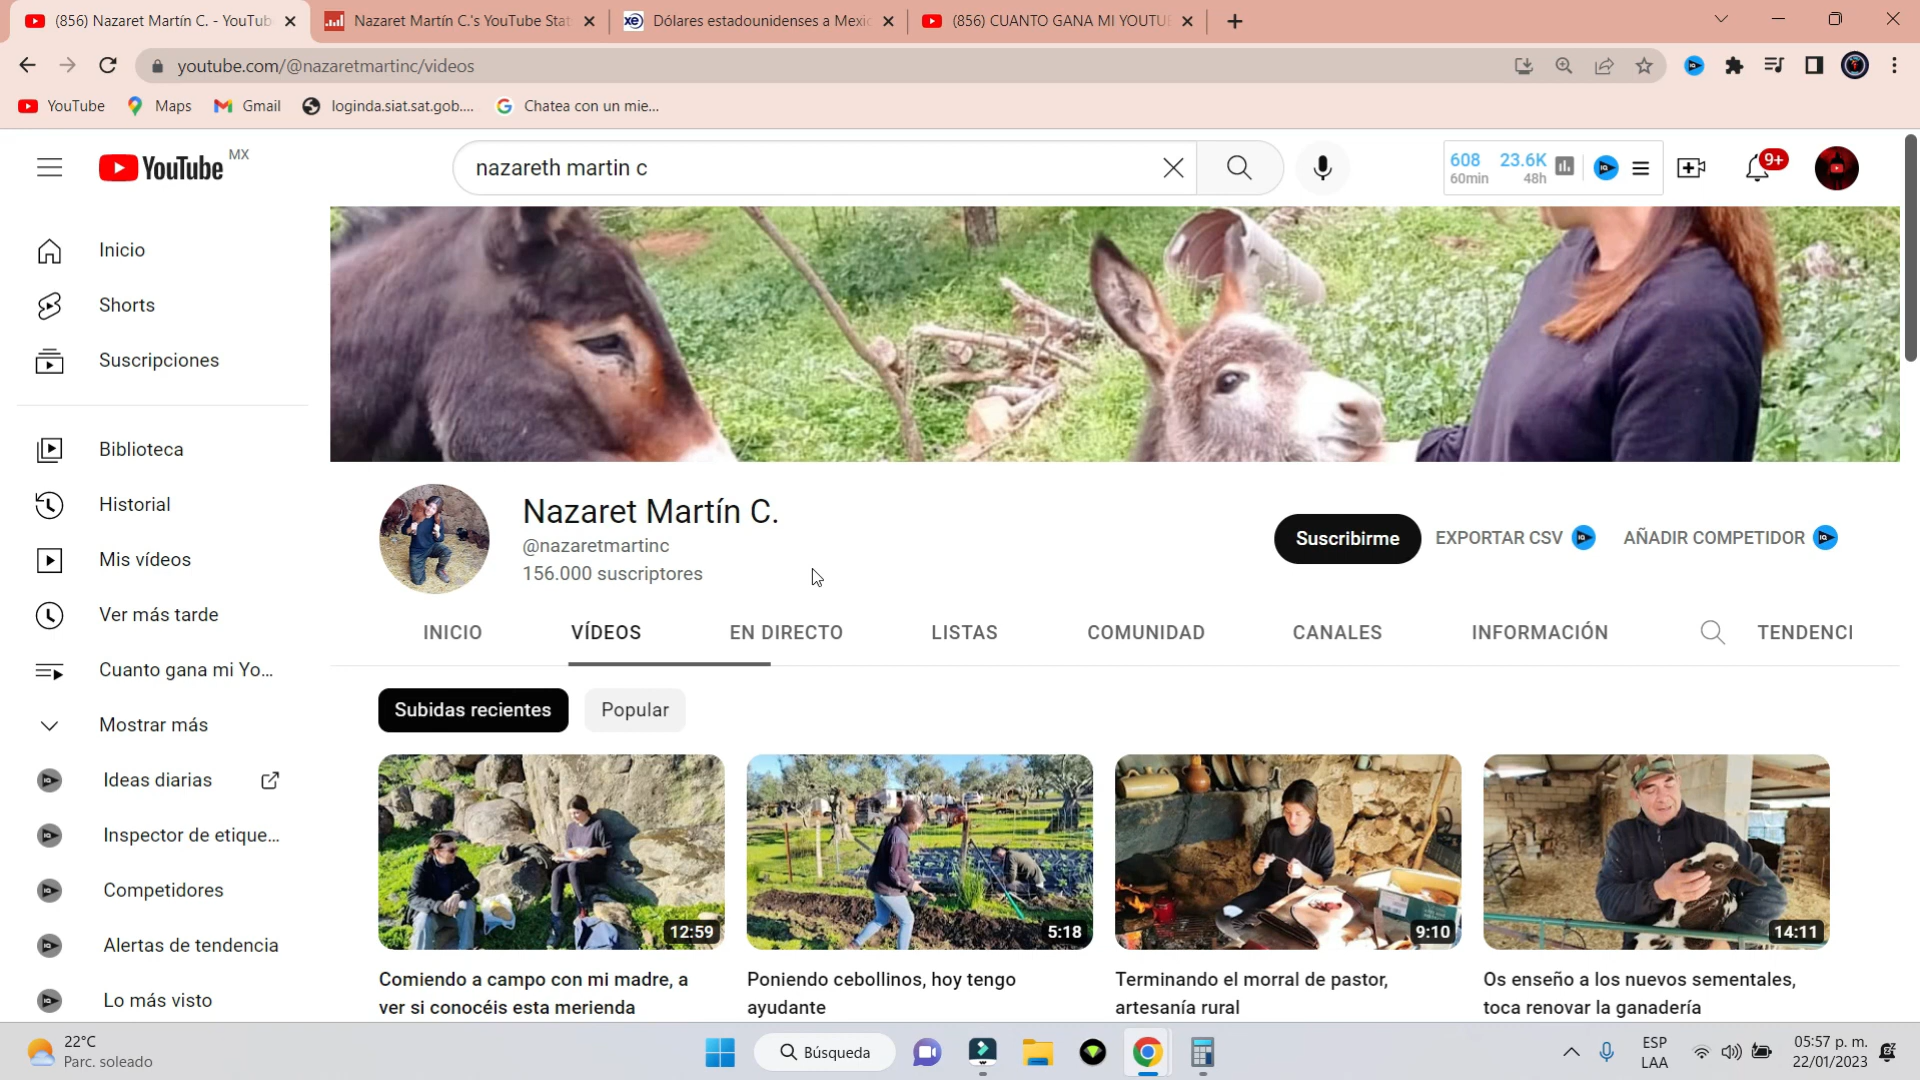 (856) Nazaret Martín C. - YouTub
Nazaret Martín C.'s YouTube Stat
xe Dólares estadounidenses a Mexic
(856) CUANTO GANA MI YOUTU
youtube.com/@nazaretmartinc/videos
YouTube
Maps
Gmail
loginda.siat.sat.gob....
Chatea con un mie...
YouTube MX
nazareth martin c
608 60min
23.6K 48h
9+
Inicio
Shorts
Suscripciones
Biblioteca
Historial
Mis vídeos
Ver más tarde
Cuanto gana mi Yo...
Mostrar más
Ideas diarias
Inspector de etique...
Competidores
Alertas de tendencia
Lo más visto
Nazaret Martín C.
@nazaretmartinc
156.000 suscriptores
Suscribirme
EXPORTAR CSV
AÑADIR COMPETIDOR
INICIO
VÍDEOS
EN DIRECTO
LISTAS
COMUNIDAD
CANALES
INFORMACIÓN
TENDENCI
Subidas recientes
Popular
12:59
5:18
9:10
14:11
Comiendo a campo con mi madre, a
ver si conocéis esta merienda
Poniendo cebollinos, hoy tengo
ayudante
Terminando el morral de pastor,
artesanía rural
Os enseño a los nuevos sementales,
toca renovar la ganadería
22°C
Parc. soleado
Búsqueda
ESP
LAA
05:57 p. m.
22/01/2023